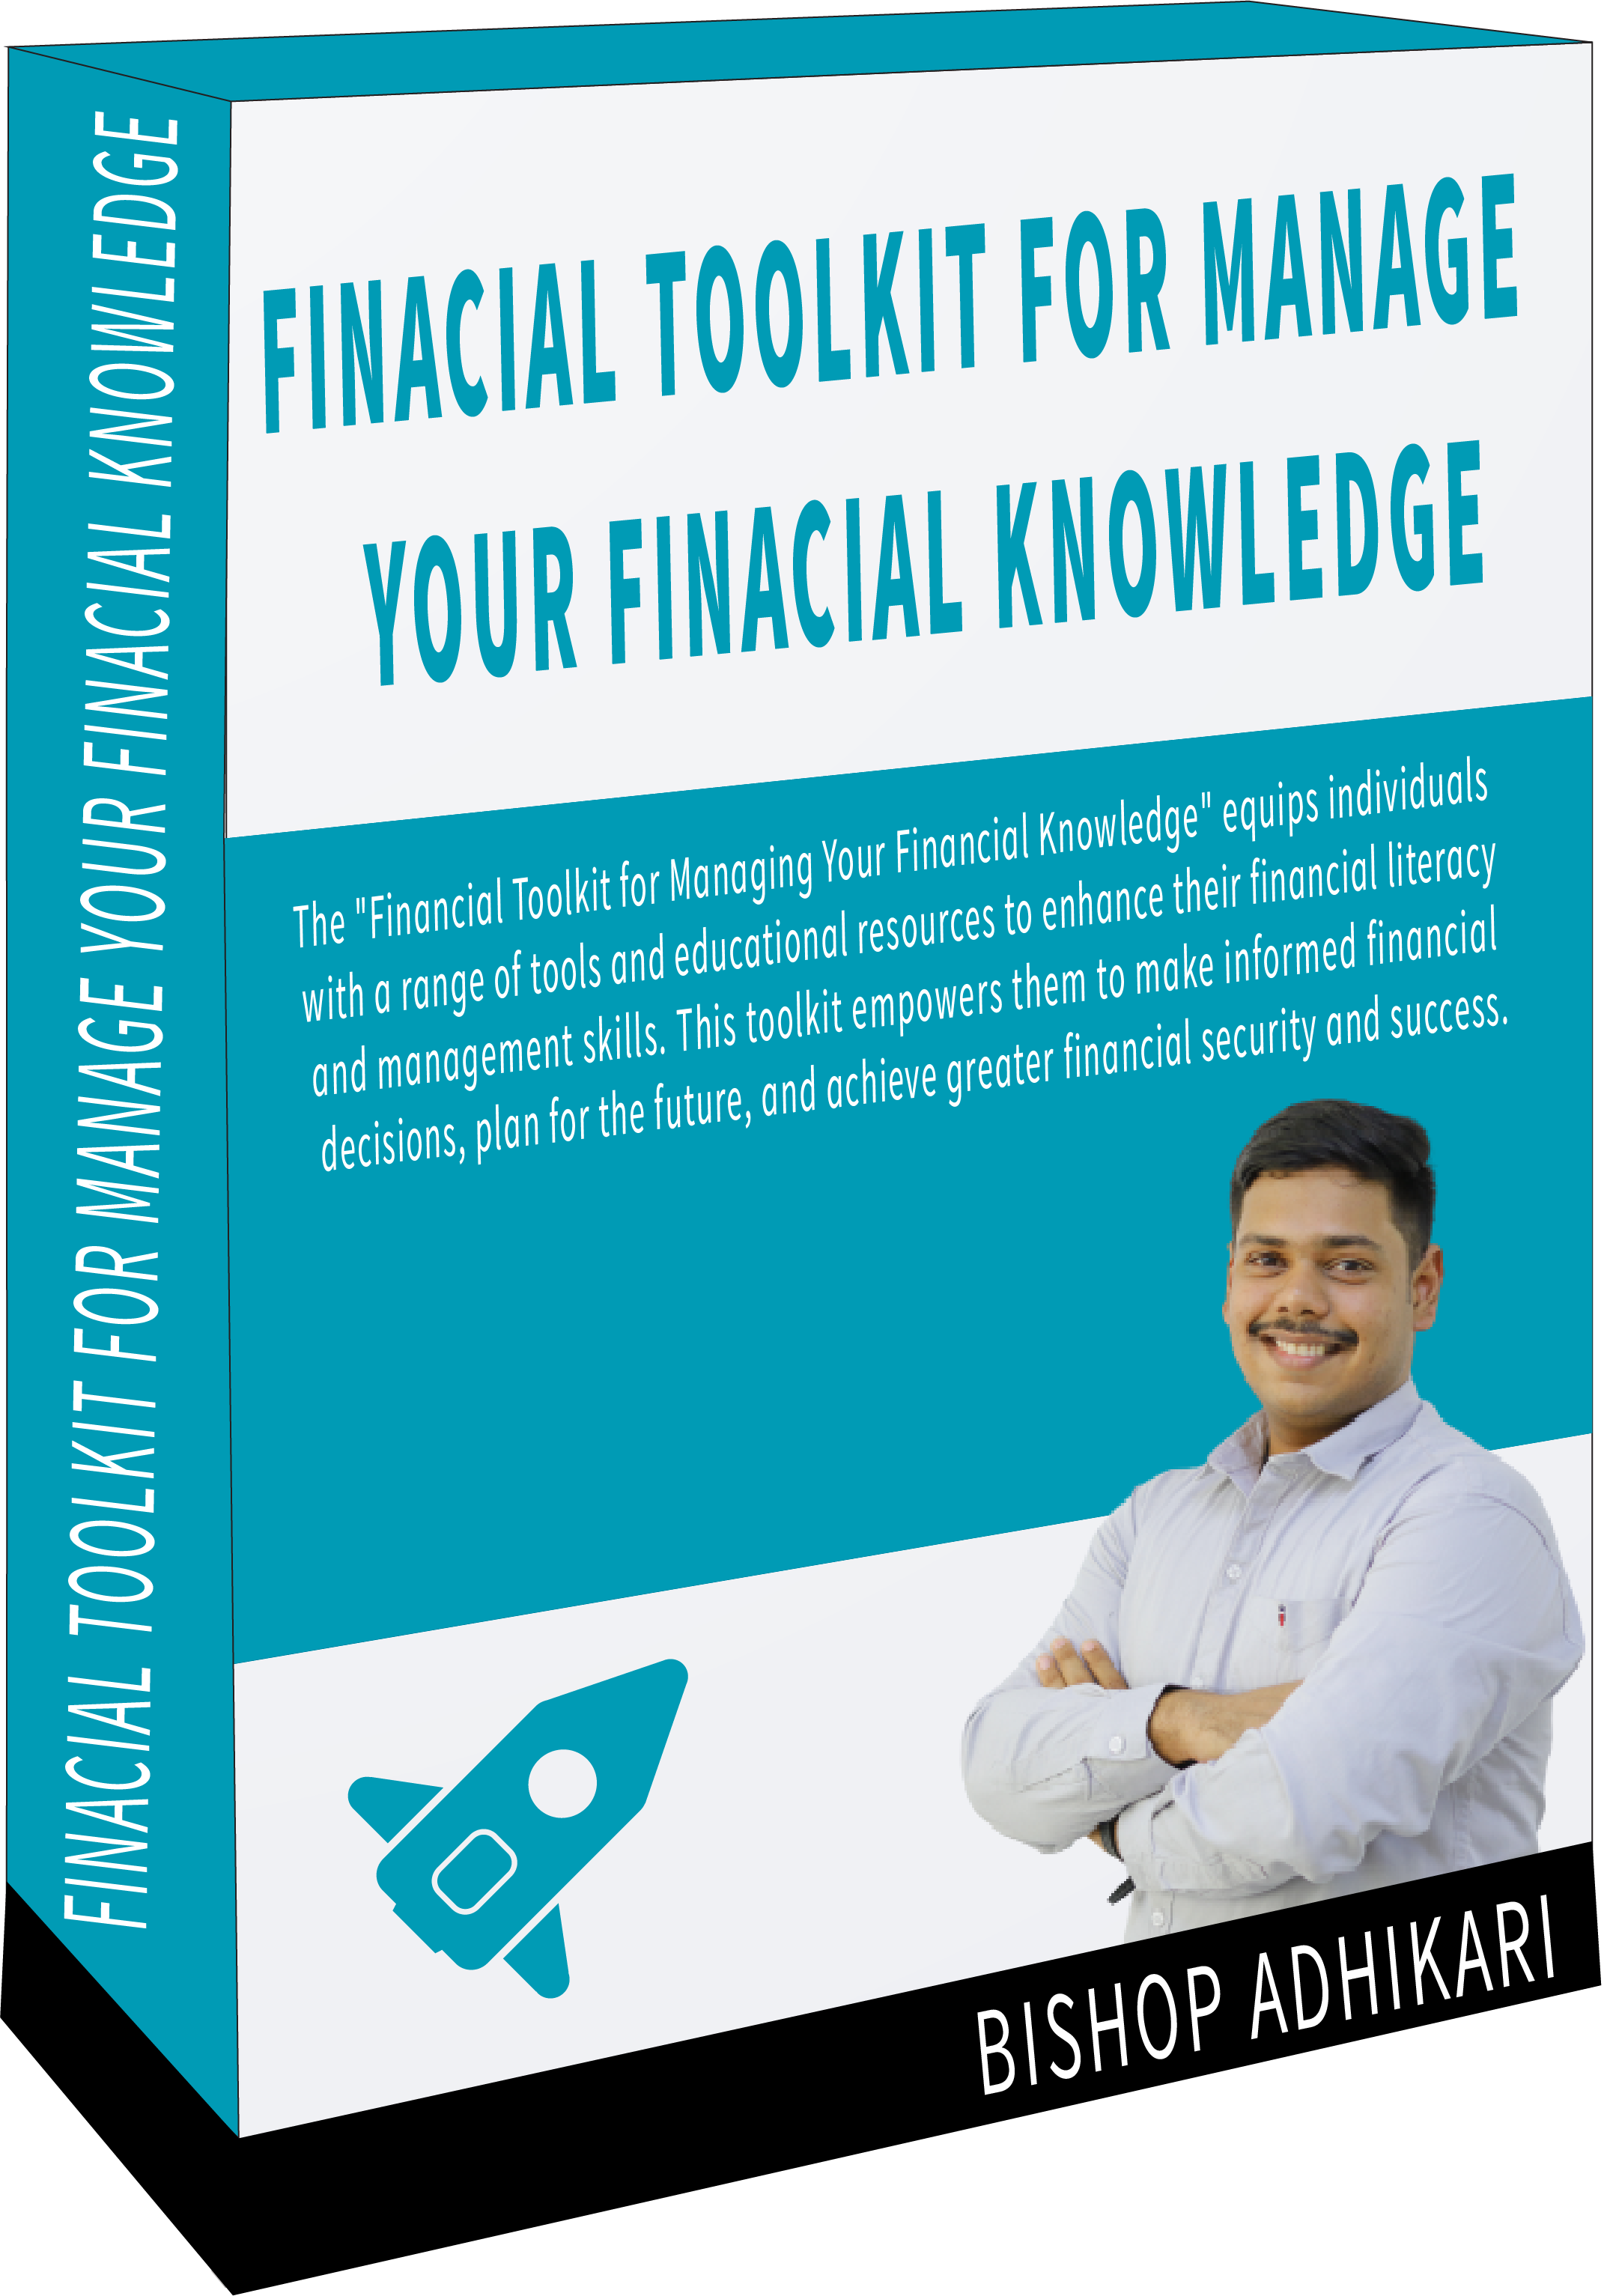 FINACIAL TOOLKIT FOR MANAGE YOUR FINACIAL KNOWLEDGE
FINACIAL TOOLKIT FOR MANAGE
YOUR FINACIAL KNOWLEDGE
The "Financial Toolkit for Managing Your Financial Knowledge" equips individuals
with a range of tools and educational resources to enhance their financial literacy
and management skills. This toolkit empowers them to make informed financial
decisions, plan for the future, and achieve greater financial security and success.
BISHOP ADHIKARI